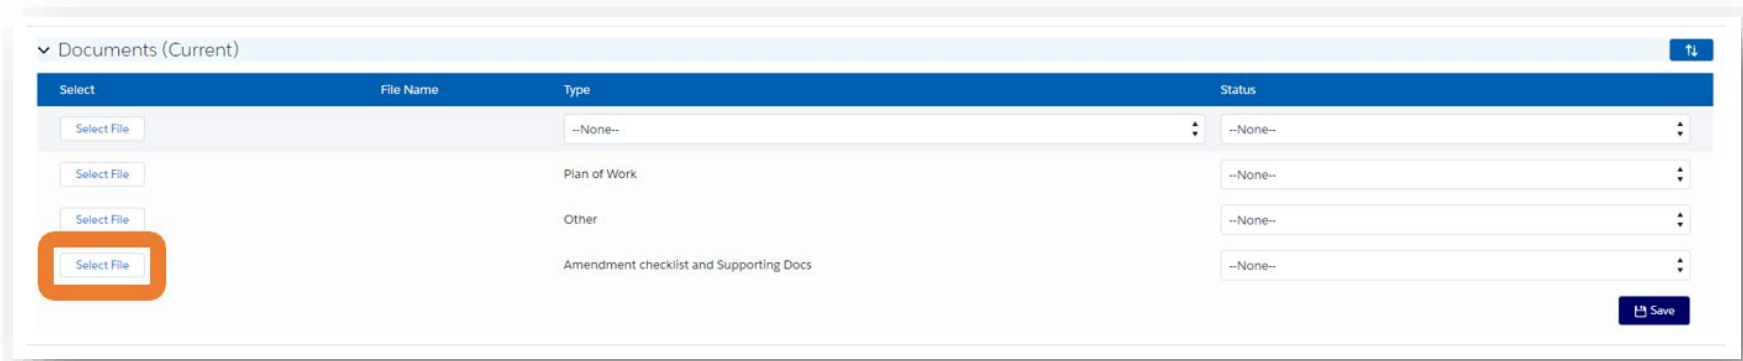 Documents (Current)
Select File Name Type Status
Select File --None-- --None--
Select File Plan of Work --None--
Select File Other --None--
Select File Amendment checklist and Supporting Docs --None--
Save